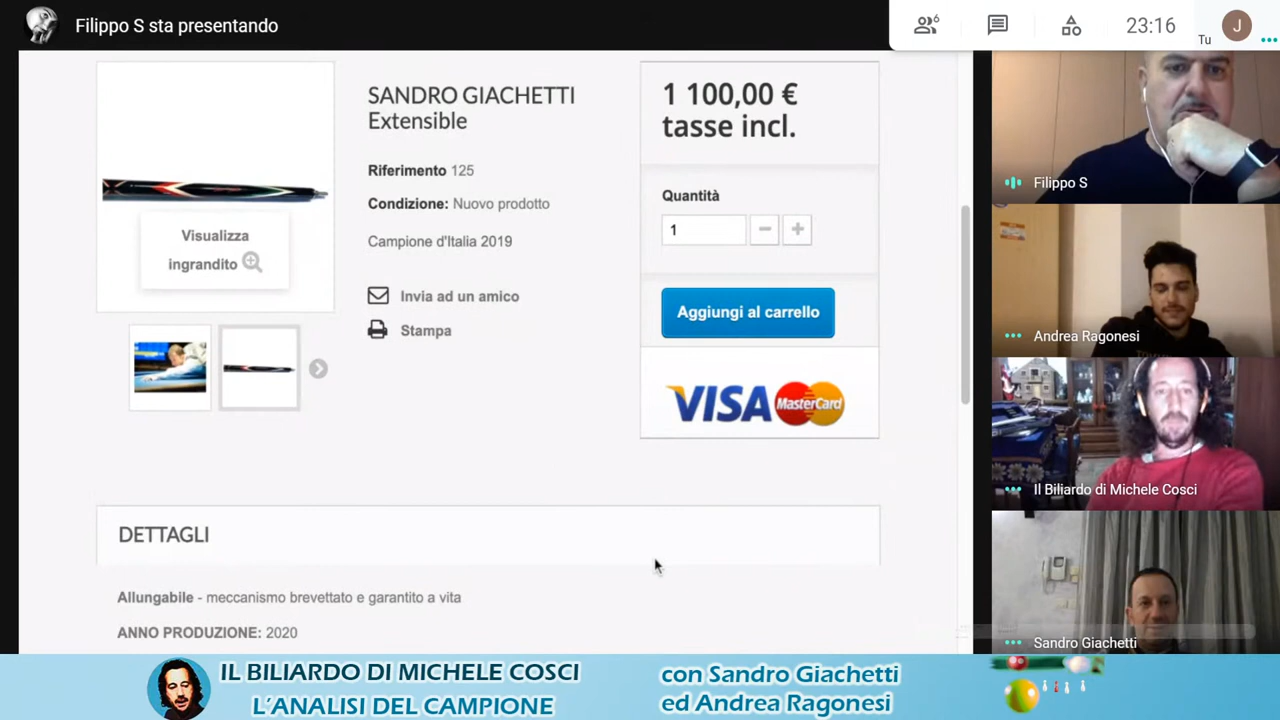 Filippo S sta presentando
6
23:16
Tu
J
SANDRO GIACHETTI
Extensible
Riferimento 125
Condizione: Nuovo prodotto
Campione d'Italia 2019
Invia ad un amico
Stampa
Visualizza
ingrandito
1 100,00 €
tasse incl.
Quantità
1
Aggiungi al carrello
VISA MasterCard
DETTAGLI
Allungabile - meccanismo brevettato e garantito a vita
ANNO PRODUZIONE: 2020
Filippo S
Andrea Ragonesi
Il Biliardo di Michele Cosci
Sandro Giachetti
IL BILIARDO DI MICHELE COSCI
L'ANALISI DEL CAMPIONE
con Sandro Giachetti
ed Andrea Ragonesi